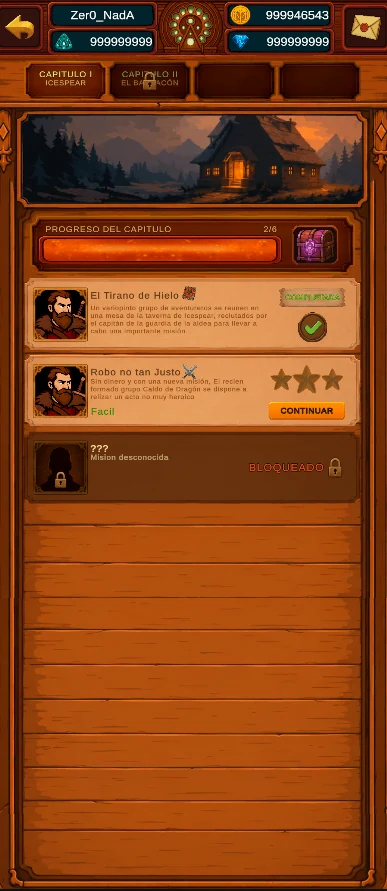 Zer0_NadA
999946543
999999999
999999999
CAPITULO I
ICESPEAR
CAPITULO II
EL BA ACÓN
PROGRESO DEL CAPITULO
2/6
El Tirano de Hielo
Un variopinto grupo de aventureros se reunen en
una mesa de la taverna de Icespear, reclutados por
el capitán de la guardia de la aldea para llevar a
cabo una importante misión
COMPLETADA
Robo no tan Justo
Sin dinero y con una nueva misión, El recien
formado grupo Caldo de Dragón se dispone a
relizar un acto no muy heroico
Facil
CONTINUAR
???
Mision desconocida
BLOQUEADO